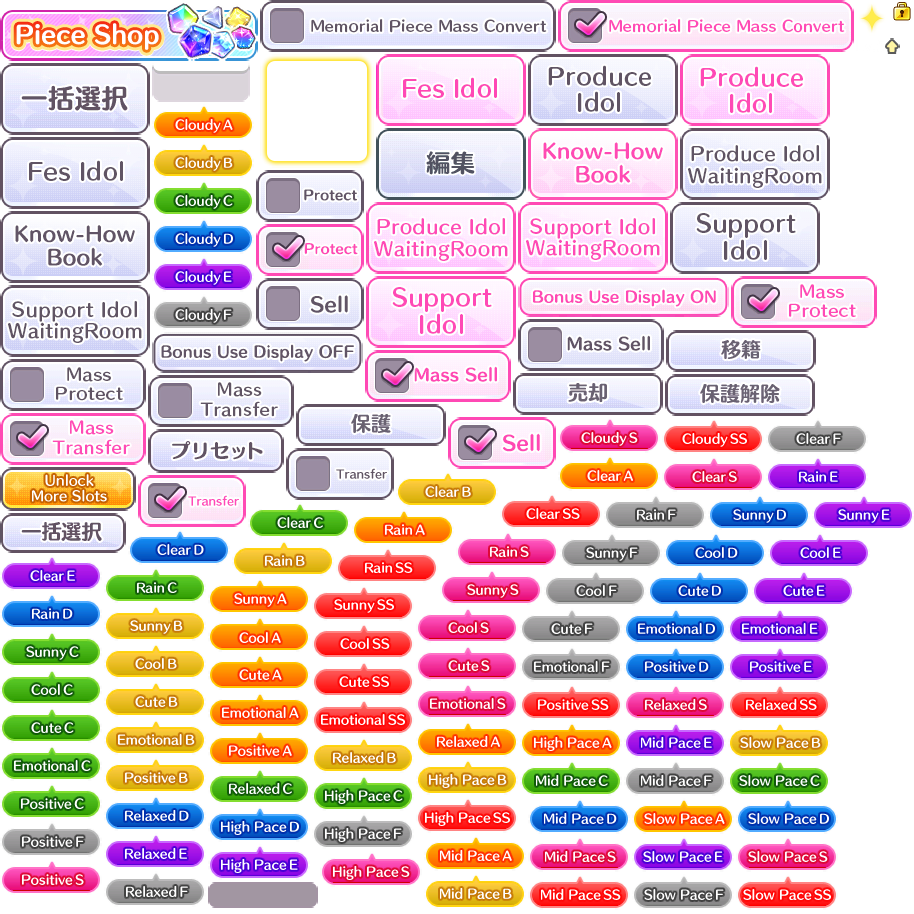 Piece Shop
Memorial Piece Mass Convert
Memorial Piece Mass Convert
一括選択
Cloudy A
Fes Idol
Produce
Idol
Produce
Idol
Cloudy B
Fes Idol
Cloudy C
編集
Know-How
Book
Produce Idol
WaitingRoom
Protect
Know-How
Book
Cloudy D
Protect
Produce Idol
WaitingRoom
Support Idol
WaitingRoom
Support
Idol
Cloudy E
Support Idol
WaitingRoom
Cloudy F
Sell
Support
Idol
Bonus Use Display ON
Mass
Protect
Bonus Use Display OFF
Mass Sell
移籍
Mass
Protect
Mass
Transfer
Mass Sell
売却
保護解除
Mass
Transfer
プリセット
保護
Sell
Cloudy S
Cloudy SS
Clear F
Unlock
More Slots
Transfer
Transfer
Clear B
Clear A
Clear S
Rain E
一括選択
Clear C
Rain A
Clear SS
Rain F
Sunny D
Sunny E
Clear D
Rain B
Rain SS
Rain S
Sunny F
Cool D
Cool E
Clear E
Rain C
Sunny A
Sunny SS
Sunny S
Cool F
Cute D
Cute E
Rain D
Sunny B
Cool A
Cool SS
Cool S
Cute F
Emotional D
Emotional E
Sunny C
Cool B
Cute A
Cute SS
Cute S
Emotional F
Positive D
Positive E
Cool C
Cute B
Emotional A
Emotional SS
Emotional S
Positive SS
Relaxed S
Relaxed SS
Cute C
Emotional B
Positive A
Relaxed B
Relaxed A
High Pace A
Mid Pace E
Slow Pace B
Emotional C
Positive B
Relaxed C
High Pace C
High Pace B
Mid Pace C
Mid Pace F
Slow Pace C
Positive C
Relaxed D
High Pace D
High Pace F
High Pace SS
Mid Pace D
Slow Pace A
Slow Pace D
Positive F
Relaxed E
High Pace E
High Pace S
Mid Pace A
Mid Pace S
Slow Pace E
Slow Pace S
Positive S
Relaxed F
Mid Pace B
Mid Pace SS
Slow Pace F
Slow Pace SS